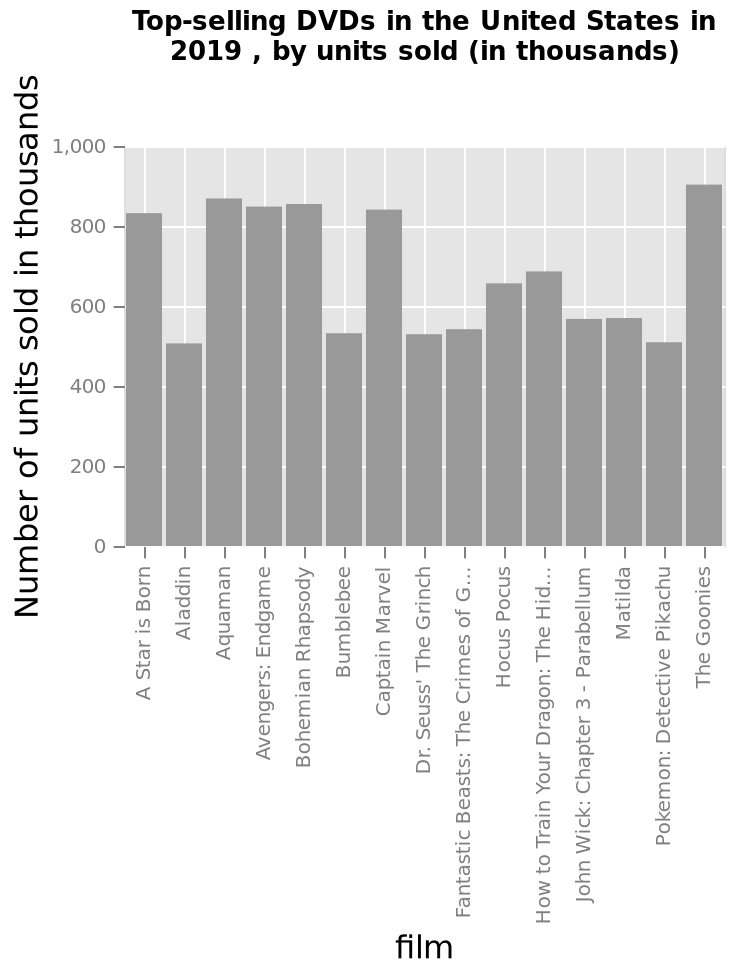 Top-selling DVDs in the United States in
2019 , by units sold (in thousands)
Number of units sold in thousands
1,000
800
600
400
200
0
A Star is Born
Aladdin
Aquaman
Avengers: Endgame
Bohemian Rhapsody
Bumblebee
Captain Marvel
Dr. Seuss' The Grinch
Fantastic Beasts: The Crimes of G…
Hocus Pocus
How to Train Your Dragon: The Hid…
John Wick: Chapter 3 - Parabellum
Matilda
Pokemon: Detective Pikachu
The Goonies
film